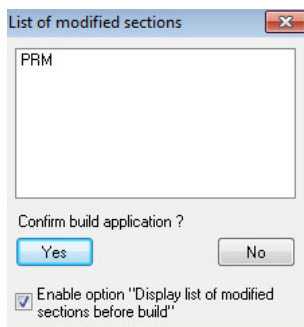 List of modified sections
PRM
Confirm build application ?
Yes
No
Enable option "Display list of modified
sections before build"